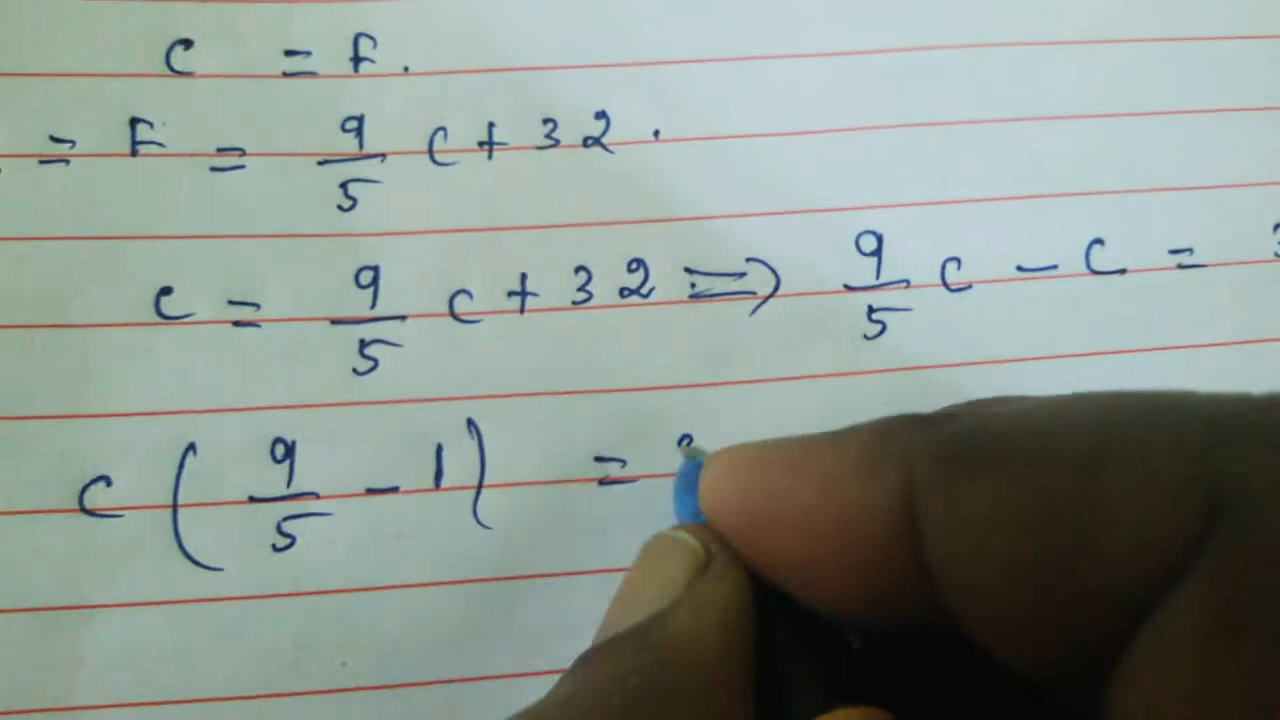 C = F.
= F = 9/5 C + 32.
C = 9/5 C + 32 => 9/5 C - C =
C ( 9/5 - 1 ) =